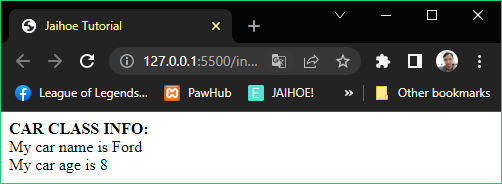 Jaihoe Tutorial
127.0.0.1:5500/in...
League of Legends...
PawHub
JAIHOE!
Other bookmarks
CAR CLASS INFO:
My car name is Ford
My car age is 8